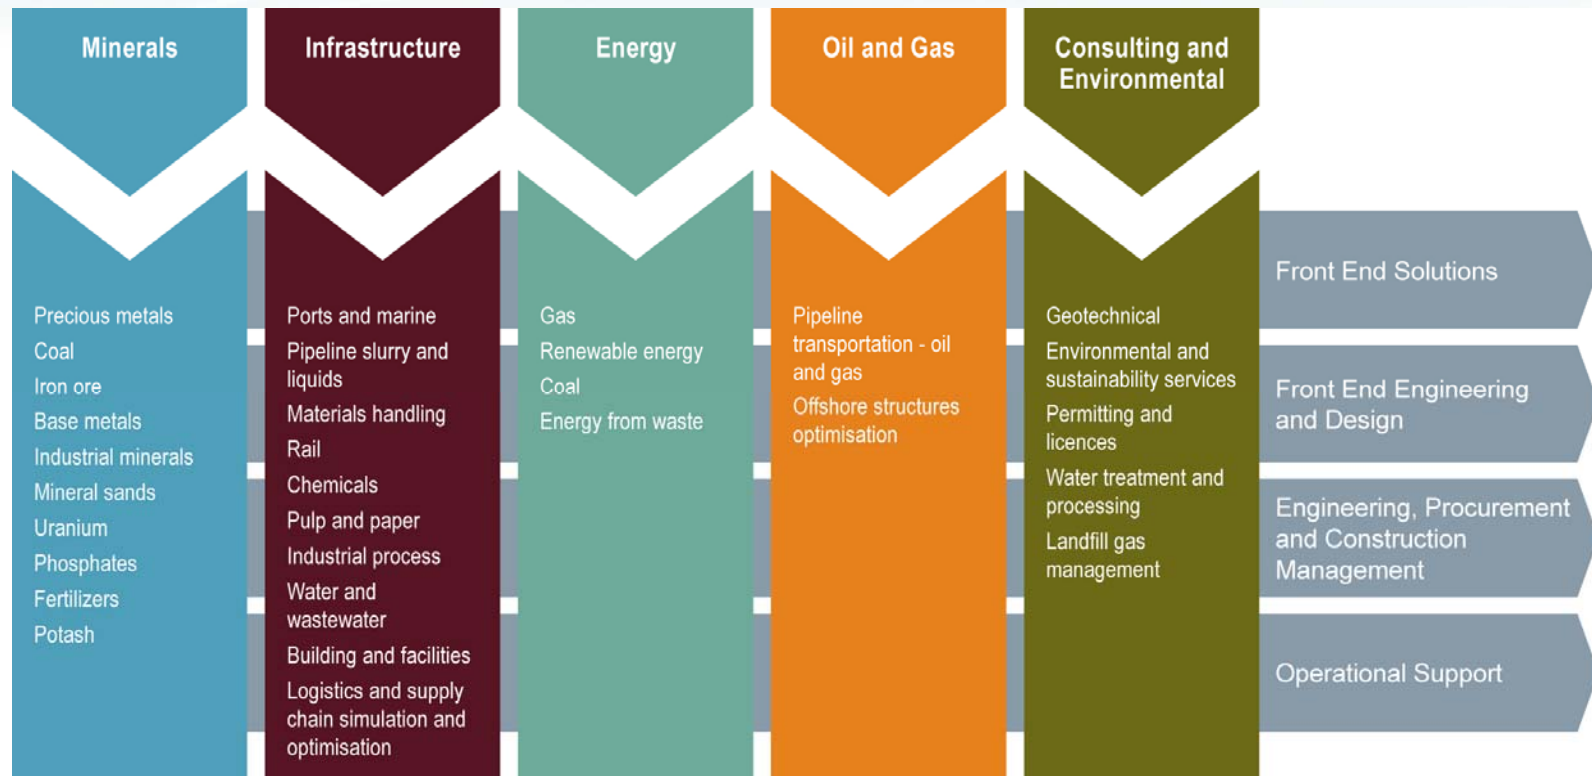 Minerals
Infrastructure
Energy
Oil and Gas
Consulting and
Environmental
Precious metals
Coal
Iron ore
Base metals
Industrial minerals
Mineral sands
Uranium
Phosphates
Fertilizers
Potash
Ports and marine
Pipeline slurry and
liquids
Materials handling
Rail
Chemicals
Pulp and paper
Industrial process
Water and
wastewater
Building and facilities
Logistics and supply
chain simulation and
optimisation
Gas
Renewable energy
Coal
Energy from waste
Pipeline
transportation - oil
and gas
Offshore structures
optimisation
Geotechnical
Environmental and
sustainability services
Permitting and
licences
Water treatment and
processing
Landfill gas
management
Front End Solutions
Front End Engineering
and Design
Engineering, Procurement
and Construction
Management
Operational Support